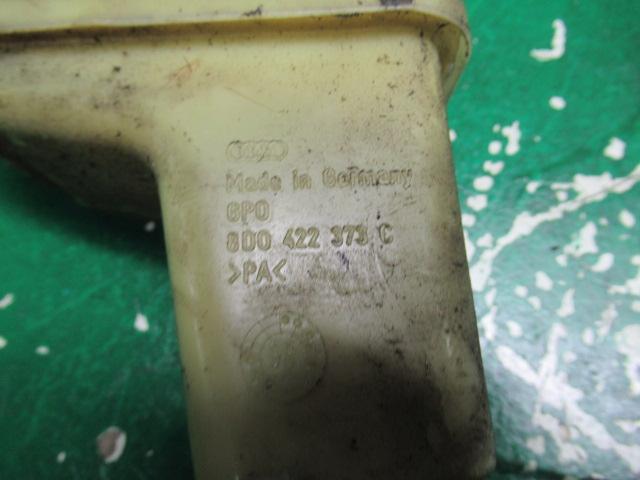 Made in Germany
GPO
8D0 422 373 C
>PA<